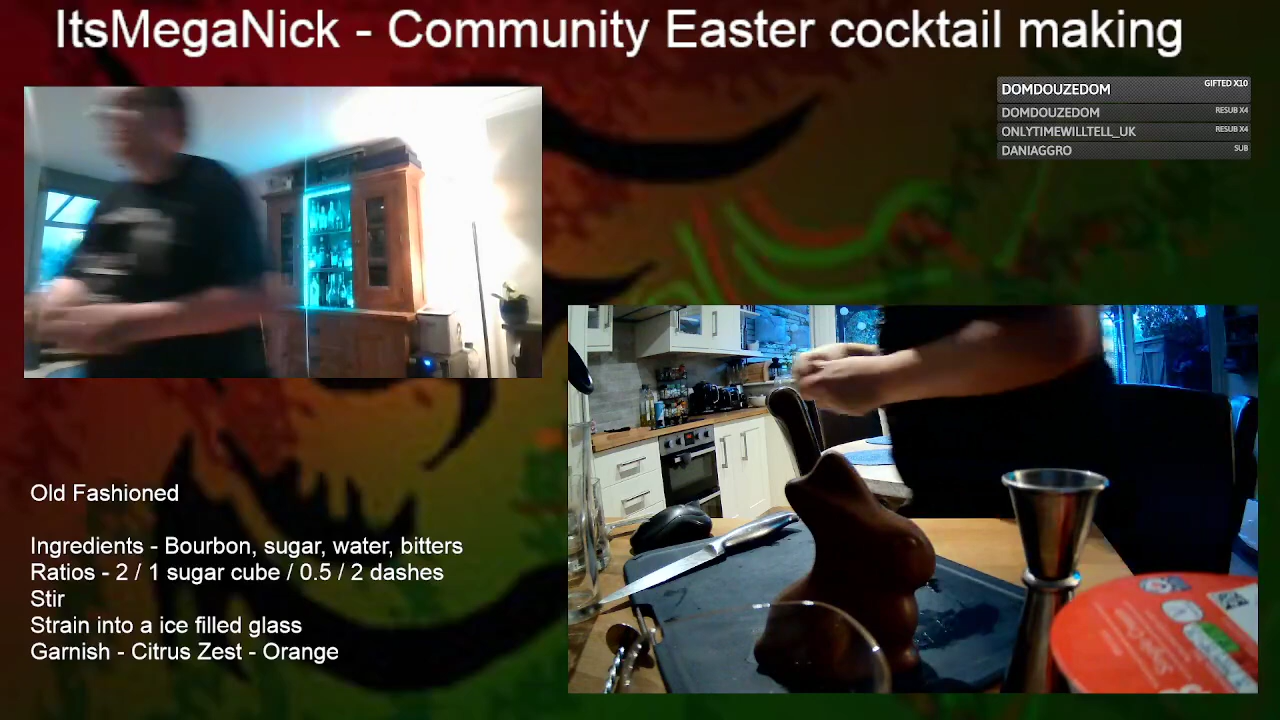 ItsMegaNick - Community Easter cocktail making
DOMDOUZEDOM GIFTED X10
DOMDOUZEDOM RESUB X4
ONLYTIMEWILLTELL_UK RESUB X4
DANIAGGRO SUB
Old Fashioned
Ingredients - Bourbon, sugar, water, bitters
Ratios - 2 / 1 sugar cube / 0.5 / 2 dashes
Stir
Strain into a ice filled glass
Garnish - Citrus Zest - Orange